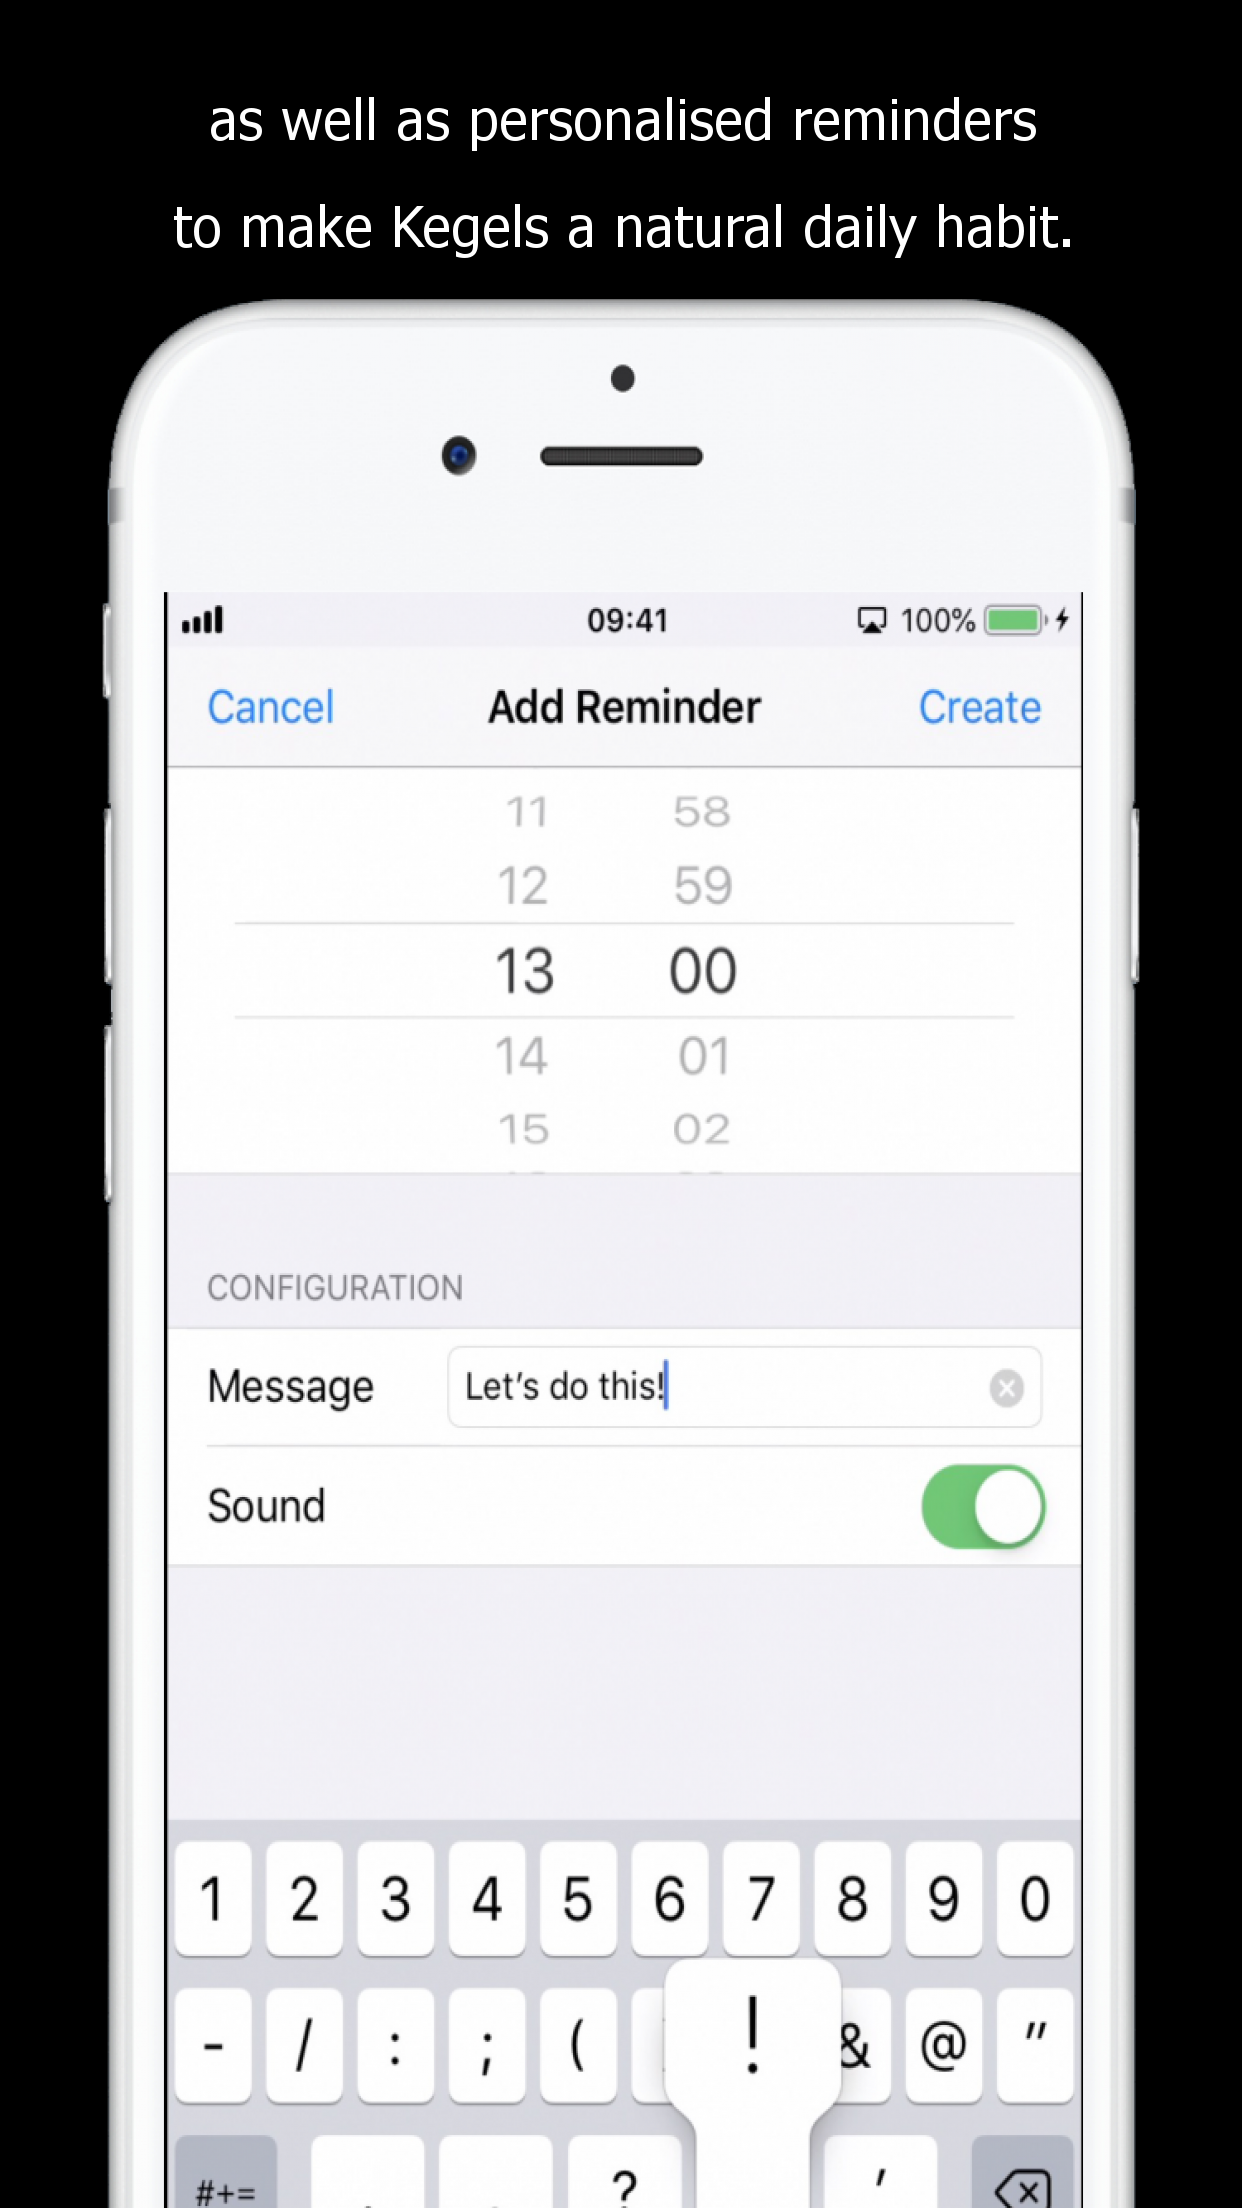 as well as personalised reminders
to make Kegels a natural daily habit.
09:41 100%
Cancel Add Reminder Create
11 58
12 59
13 00
14 01
15 02
CONFIGURATION
Message Let’s do this!
Sound
1 2 3 4 5 6 7 8 9 0
- / : ; ( ! & @ "
#+= ? '